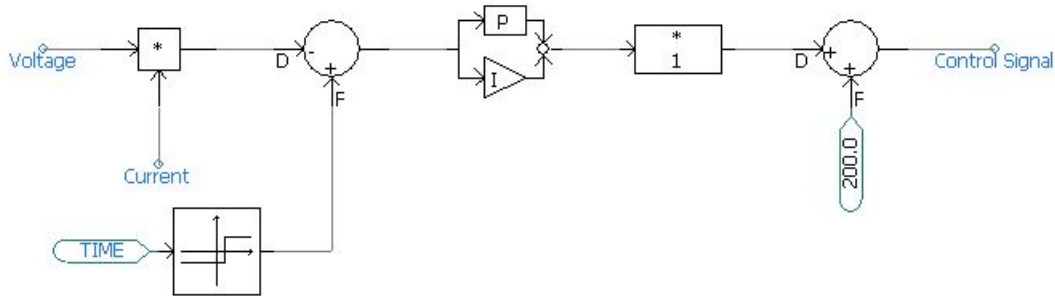 P
*
*
1
-
+
D
F
I
Voltage
D
+
+
F
Control Signal
Current
200.0
TIME